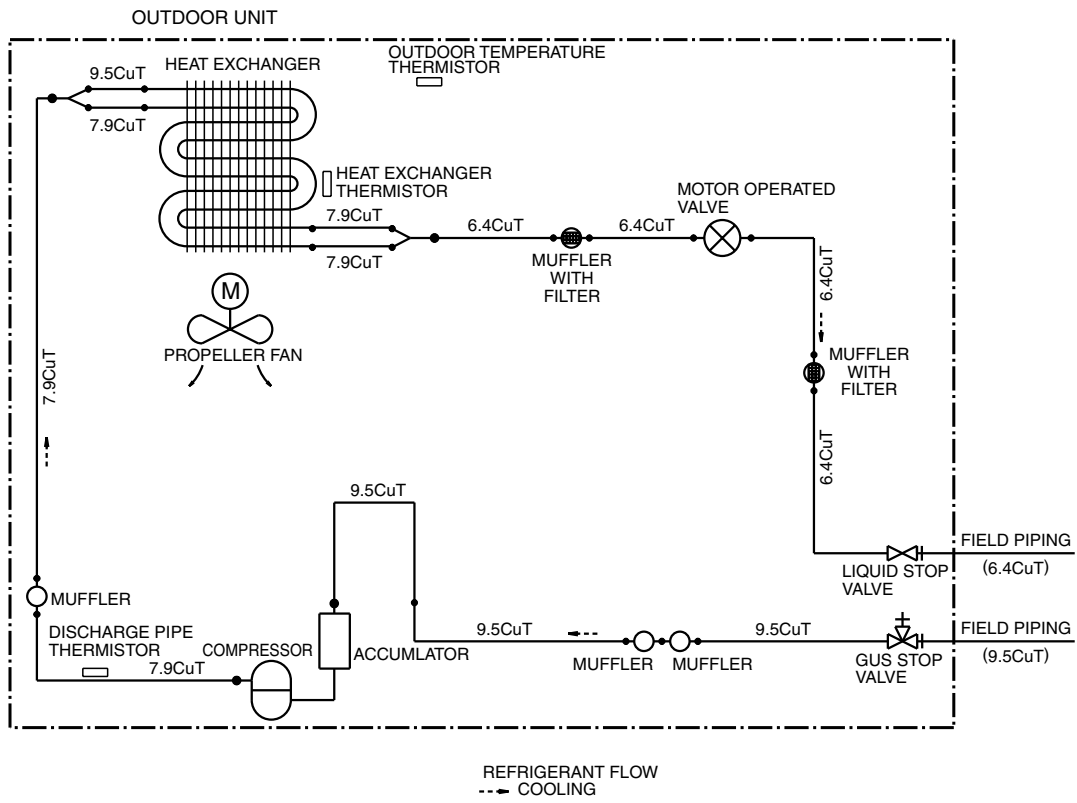 OUTDOOR UNIT
9.5CuT
HEAT EXCHANGER
OUTDOOR TEMPERATURE
THERMISTOR
7.9CuT
HEAT EXCHANGER
THERMISTOR
7.9CuT
7.9CuT
6.4CuT
6.4CuT
MOTOR OPERATED
VALVE
MUFFLER
WITH
FILTER
6.4CuT
M
PROPELLER FAN
7.9CuT
MUFFLER
WITH
FILTER
6.4CuT
9.5CuT
FIELD PIPING
(6.4CuT)
LIQUID STOP
VALVE
MUFFLER
DISCHARGE PIPE
THERMISTOR
7.9CuT
COMPRESSOR
ACCUMLATOR
9.5CuT
MUFFLER
MUFFLER
9.5CuT
GUS STOP
VALVE
FIELD PIPING
(9.5CuT)
REFRIGERANT FLOW
COOLING